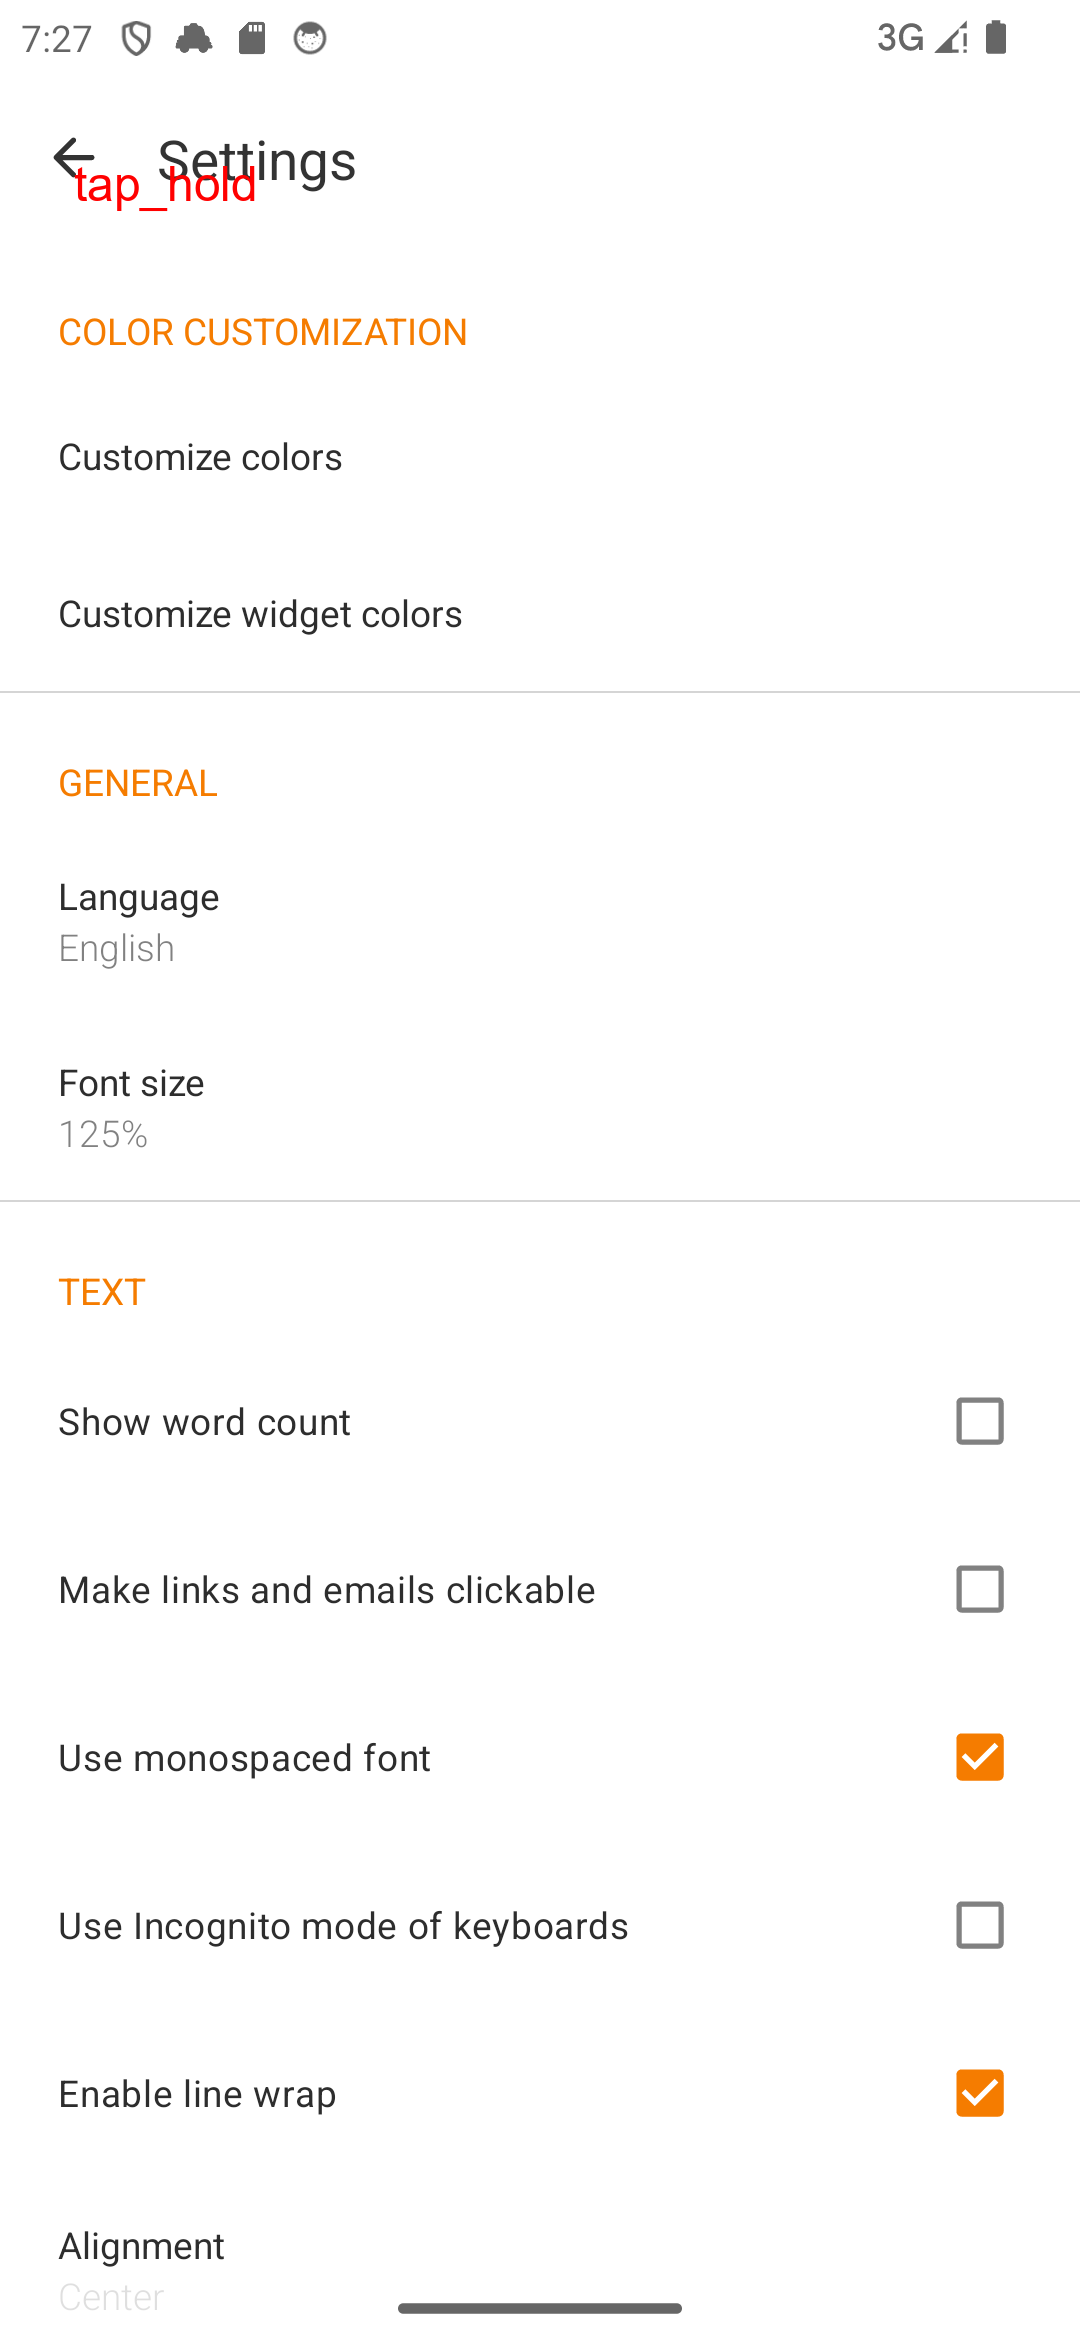 7:27
3G
Settings
tap_hold
COLOR CUSTOMIZATION
Customize colors
Customize widget colors
GENERAL
Language
English
Font size
125%
TEXT
Show word count
Make links and emails clickable
Use monospaced font
Use Incognito mode of keyboards
Enable line wrap
Alignment
Center